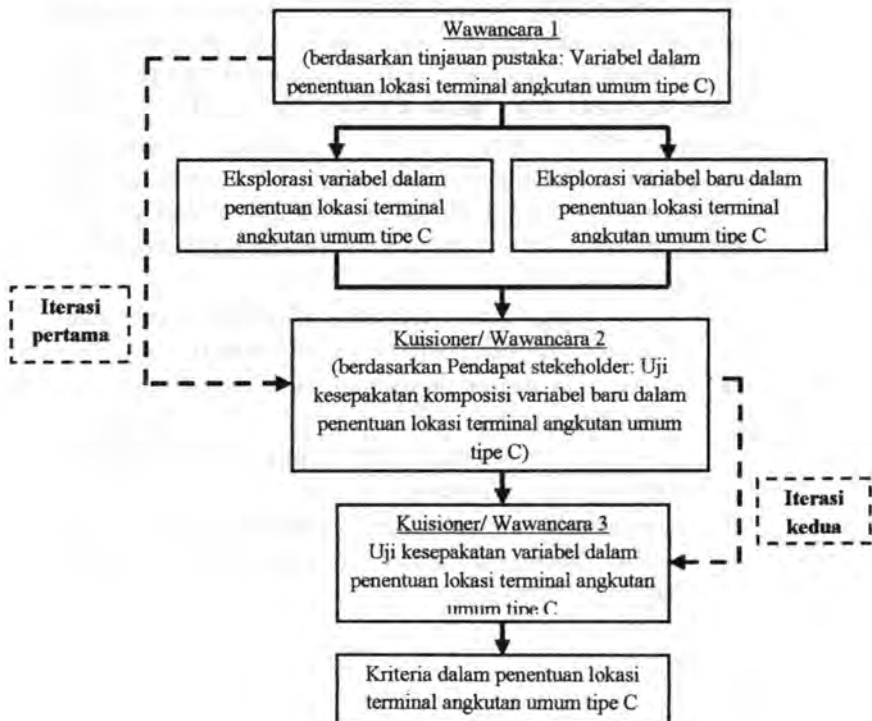 Wawancara 1
(berdasarkan tinjauan pustaka: Variabel dalam
penentuan lokasi terminal angkutan umum tipe C)
Eksplorasi variabel dalam
penentuan lokasi terminal
angkutan umum tipe C
Eksplorasi variabel baru dalam
penentuan lokasi terminal
angkutan umum tipe C
Iterasi
pertama
Kuisioner/ Wawancara 2
(berdasarkan Pendapat stekeholder: Uji
kesepakatan komposisi variabel baru dalam
penentuan lokasi terminal angkutan umum
tipe C)
Iterasi
kedua
Kuisioner/ Wawancara 3
Uji kesepakatan variabel dalam
penentuan lokasi terminal angkutan
umum tipe C
Kriteria dalam penentuan lokasi
terminal angkutan umum tipe C